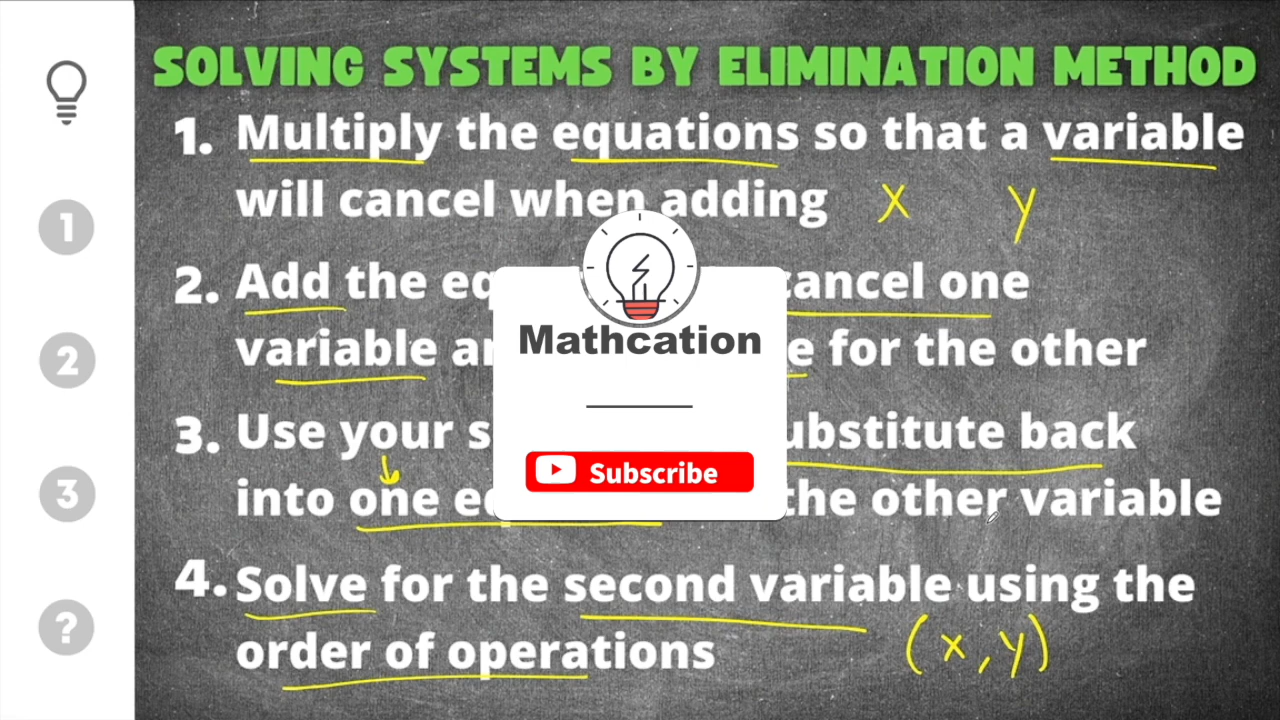 SOLVING SYSTEMS BY ELIMINATION METHOD
1. Multiply the equations so that a variable
will cancel when adding x y
2. Add the cancel one
variable for the other
3. Use your substitute back
into one the other variable
4. Solve for the second variable using the
order of operations (x,y)
Mathcation
Subscribe
1
2
3
?